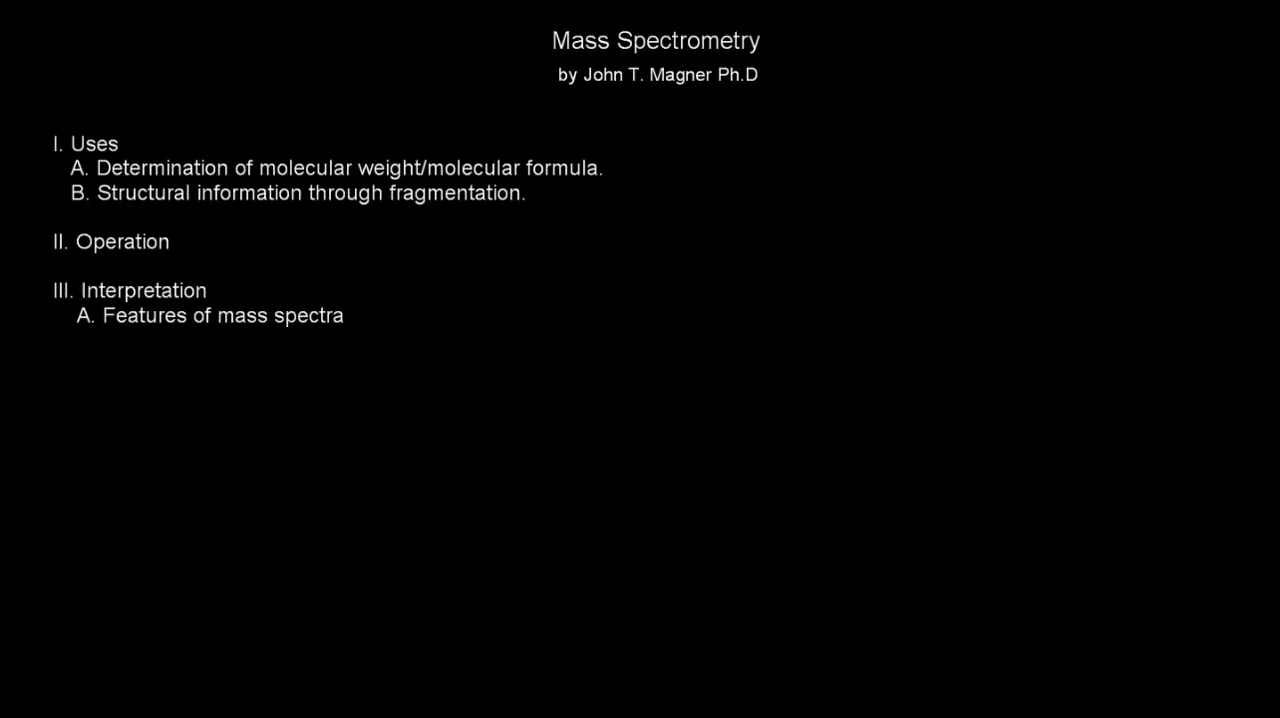 Mass Spectrometry
by John T. Magner Ph.D
I. Uses
A. Determination of molecular weight/molecular formula.
B. Structural information through fragmentation.
II. Operation
III. Interpretation
A. Features of mass spectra